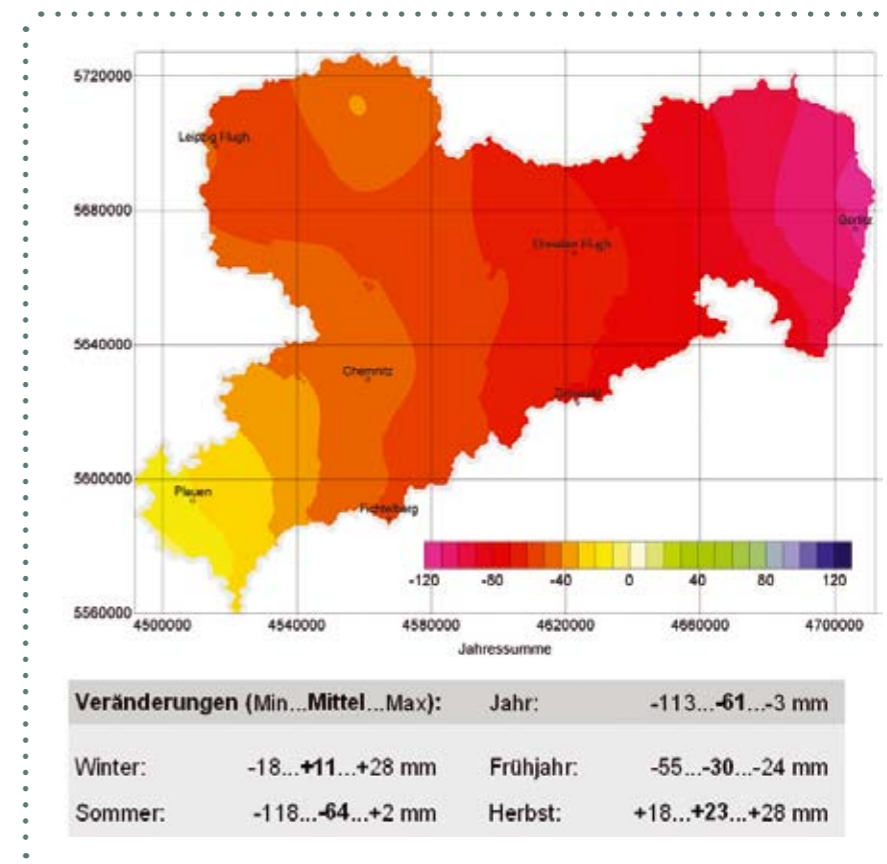 5720000
Leipzig Flugh.
5680000
Görlitz
Dresden Flugh.
5640000
Chemnitz
Zinnwald
5600000
Plauen
Fichtelberg
-120 -80 -40 0 40 80 120
5560000
4500000 4540000 4580000 4620000 4660000 4700000
Jahressumme
Veränderungen (Min...Mittel...Max): Jahr: -113...-61...-3 mm
Winter: -18...+11...+28 mm Frühjahr: -55...-30...-24 mm
Sommer: -118...-64...+2 mm Herbst: +18...+23...+28 mm